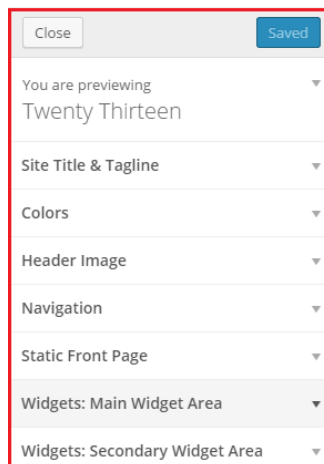 Close
Saved
You are previewing
Twenty Thirteen
Site Title & Tagline
Colors
Header Image
Navigation
Static Front Page
Widgets: Main Widget Area
Widgets: Secondary Widget Area